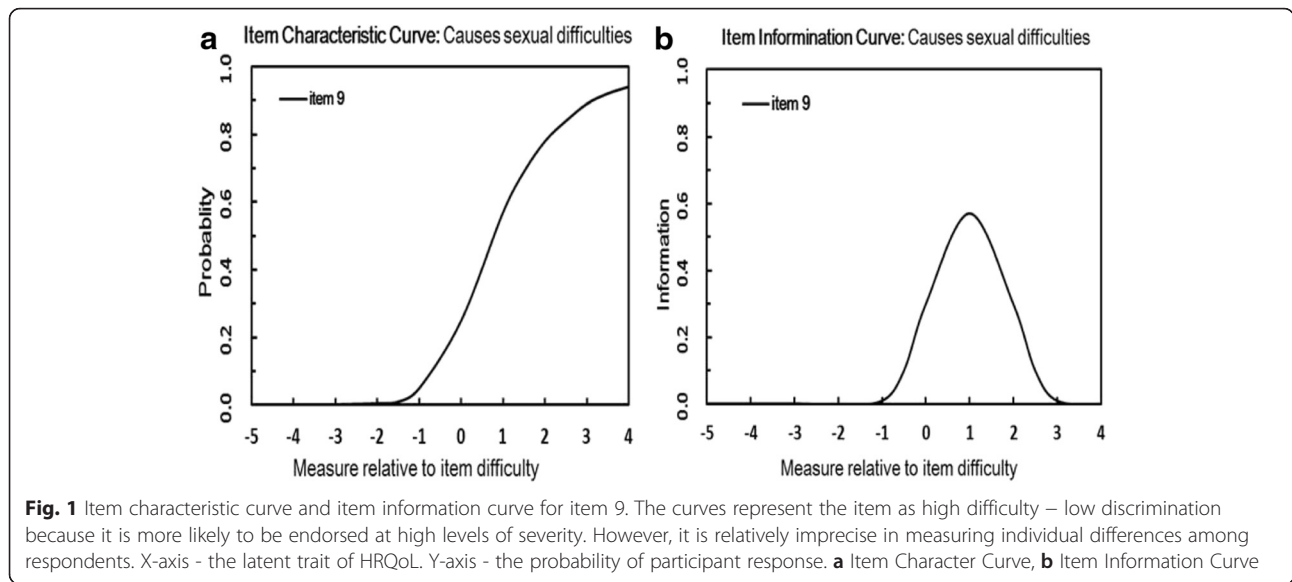 a Item Characteristic Curve: Causes sexual difficulties
1.0
0.8
0.6
0.4
0.2
0.0
Probablity
item 9
-5 -4 -3 -2 -1 0 1 2 3 4
Measure relative to item difficulty
b Item Informination Curve: Causes sexual difficulties
1.0
0.8
0.6
0.4
0.2
0.0
Information
item 9
-5 -4 -3 -2 -1 0 1 2 3 4
Measure relative to item difficulty
Fig. 1 Item characteristic curve and item information curve for item 9. The curves represent the item as high difficulty – low discrimination
because it is more likely to be endorsed at high levels of severity. However, it is relatively imprecise in measuring individual differences among
respondents. X-axis - the latent trait of HRQoL. Y-axis - the probability of participant response. a Item Character Curve, b Item Information Curve